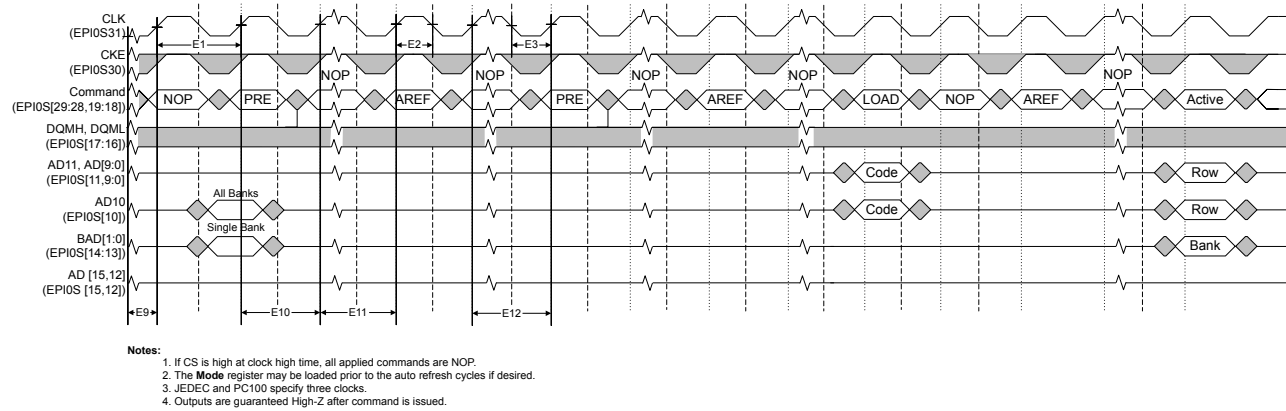 CLK
(EPI0S31)
E1
E2
E3
CKE
(EPI0S30)
NOP
NOP
NOP
NOP
NOP
Command
(EPI0S[29:28,19:18])
NOP
PRE
AREF
PRE
AREF
LOAD
NOP
AREF
Active
DQMH, DQML
(EPI0S[17:16])
AD11, AD[9:0]
(EPI0S[11,9:0]
Code
Row
All Banks
AD10
(EPI0S[10])
Code
Row
Single Bank
BAD[1:0]
(EPI0S[14:13])
Bank
AD [15,12]
(EPI0S [15,12])
E9
E10
E11
E12
Notes:
1. If CS is high at clock high time, all applied commands are NOP.
2. The Mode register may be loaded prior to the auto refresh cycles if desired.
3. JEDEC and PC100 specify three clocks.
4. Outputs are guaranteed High-Z after command is issued.